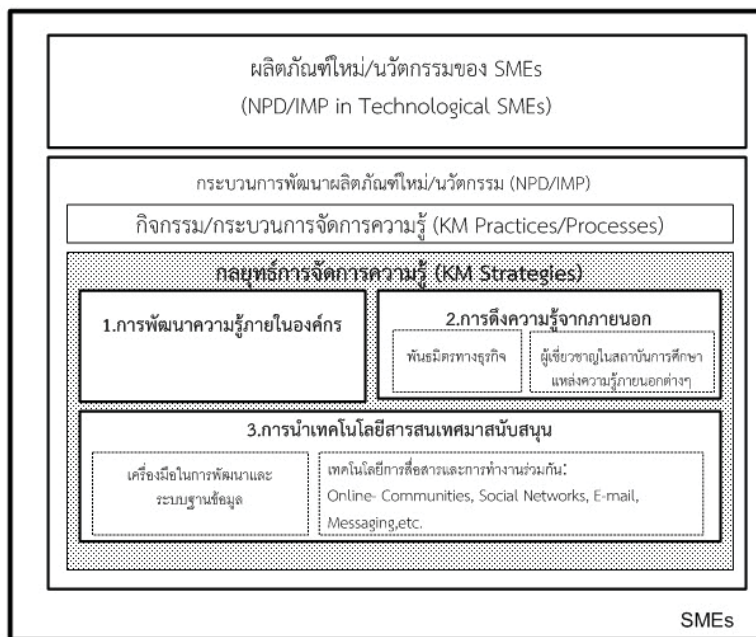 ผลิตภัณฑ์ใหม่/นวัตกรรมของ SMEs
(NPD/IMP in Technological SMEs)
กระบวนการพัฒนาผลิตภัณฑ์ใหม่/นวัตกรรม (NPD/IMP)
กิจกรรม/กระบวนการจัดการความรู้ (KM Practices/Processes)
กลยุทธ์การจัดการความรู้ (KM Strategies)
1.การพัฒนาความรู้ภายในองค์กร
2.การดึงความรู้จากภายนอก
พันธมิตรทางธุรกิจ
ผู้เชี่ยวชาญในสถาบันการศึกษา
แหล่งความรู้ภายนอกต่างๆ
3.การนำเทคโนโลยีสารสนเทศมาสนับสนุน
เครื่องมือในการพัฒนาและ
ระบบฐานข้อมูล
เทคโนโลยีการสื่อสารและการทำงานร่วมกัน:
Online- Communities, Social Networks, E-mail,
Messaging,etc.
SMEs